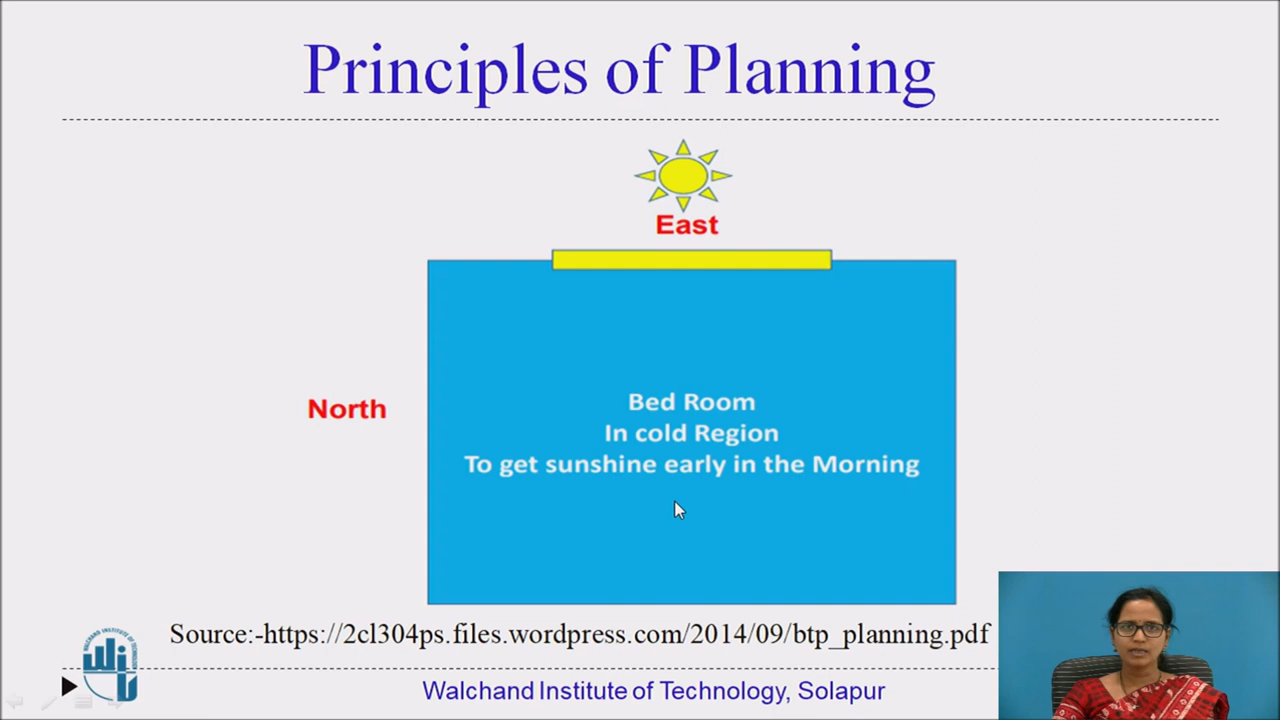 Principles of Planning
East
North
Bed Room
In cold Region
To get sunshine early in the Morning
Source:-https://2cl304ps.files.wordpress.com/2014/09/btp_planning.pdf
Walchand Institute of Technology, Solapur